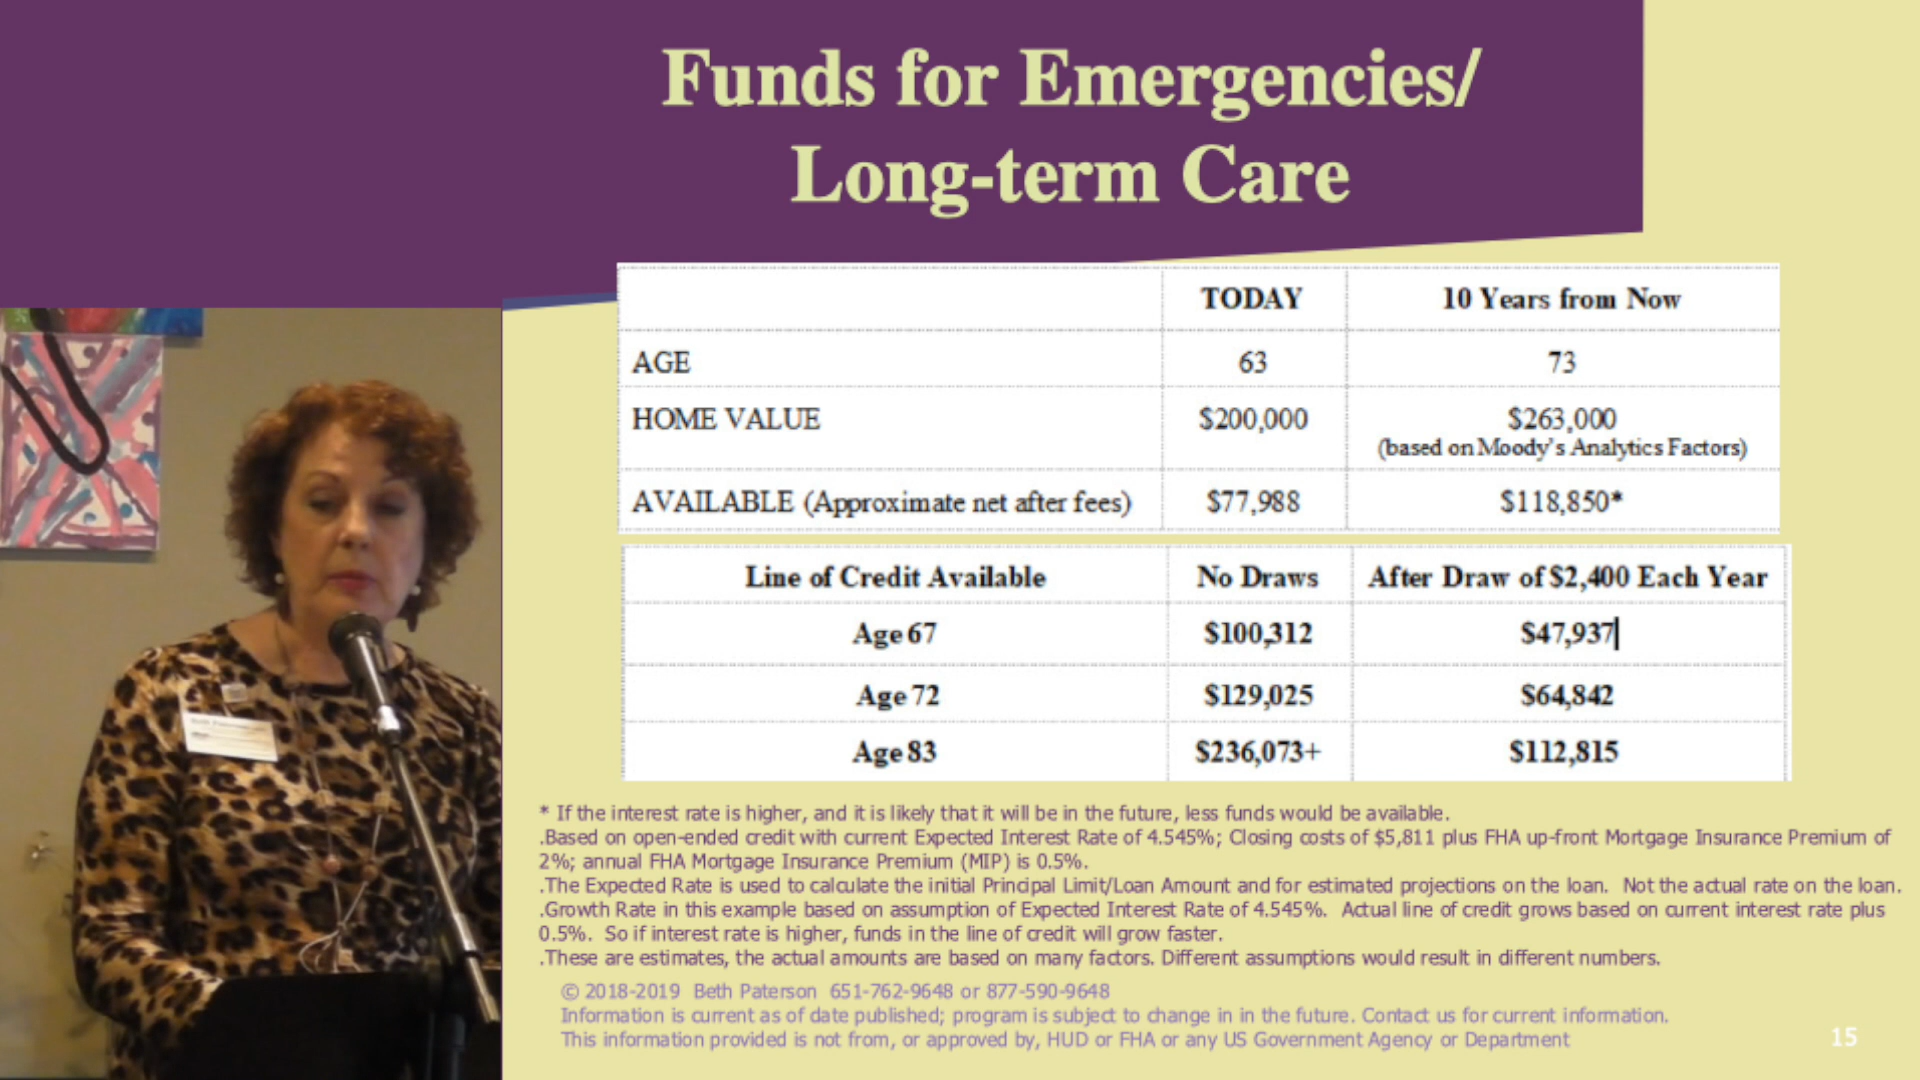 Funds for Emergencies/
Long-term Care
TODAY 10 Years from Now
AGE 63 73
HOME VALUE $200,000 $263,000
(based on Moody's Analytics Factors)
AVAILABLE (Approximate net after fees) $77,988 $118,850*
Line of Credit Available No Draws After Draw of $2,400 Each Year
Age 67 $100,312 $47,937
Age 72 $129,025 $64,842
Age 83 $236,073+ $112,815
* If the interest rate is higher, and it is likely that it will be in the future, less funds would be available.
.Based on open-ended credit with current Expected Interest Rate of 4.545%; Closing costs of $5,811 plus FHA up-front Mortgage Insurance Premium of
2%; annual FHA Mortgage Insurance Premium (MIP) is 0.5%.
.The Expected Rate is used to calculate the initial Principal Limit/Loan Amount and for estimated projections on the loan. Not the actual rate on the loan.
.Growth Rate in this example based on assumption of Expected Interest Rate of 4.545%. Actual line of credit grows based on current interest rate plus
0.5%. So if interest rate is higher, funds in the line of credit will grow faster.
.These are estimates, the actual amounts are based on many factors. Different assumptions would result in different numbers.
© 2018-2019 Beth Paterson 651-762-9648 or 877-590-9648
Information is current as of date published; program is subject to change in in the future. Contact us for current information.
This information provided is not from, or approved by, HUD or FHA or any US Government Agency or Department
15